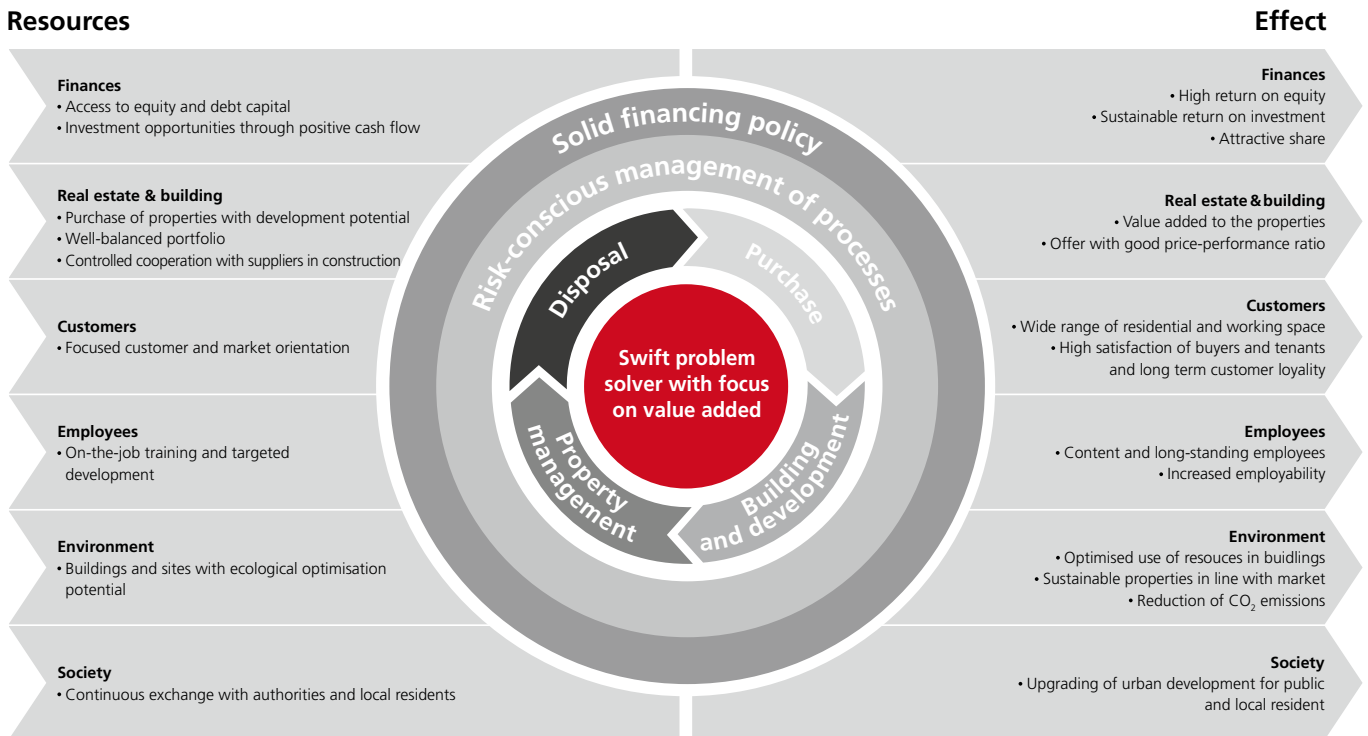 Resources
Effect
Finances
• Access to equity and debt capital
• Investment opportunities through positive cash flow
Real estate & building
• Purchase of properties with development potential
• Well-balanced portfolio
• Controlled cooperation with suppliers in construction
Customers
• Focused customer and market orientation
Employees
• On-the-job training and targeted
development
Environment
• Buildings and sites with ecological optimisation
potential
Society
• Continuous exchange with authorities and local residents
Solid financing policy
Risk-conscious management of processes
Disposal
Purchase
Building
and development
Property
management
Swift problem
solver with focus
on value added
Finances
• High return on equity
• Sustainable return on investment
• Attractive share
Real estate & building
• Value added to the properties
• Offer with good price-performance ratio
Customers
• Wide range of residential and working space
• High satisfaction of buyers and tenants
and long term customer loyality
Employees
• Content and long-standing employees
• Increased employability
Environment
• Optimised use of resouces in buidlings
• Sustainable properties in line with market
• Reduction of CO₂ emissions
Society
• Upgrading of urban development for public
and local resident